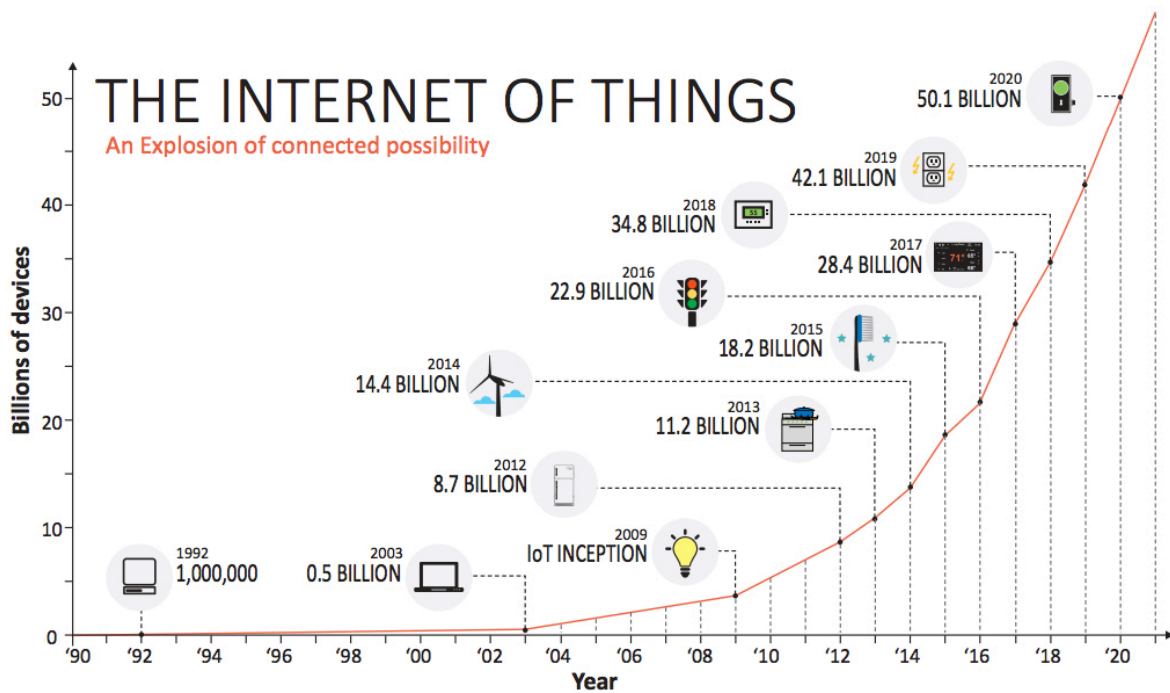 THE INTERNET OF THINGS
An Explosion of connected possibility
Billions of devices
50
40
30
20
10
0
1992
1,000,000
2003
0.5 BILLION
2009
IoT INCEPTION
2012
8.7 BILLION
2013
11.2 BILLION
2014
14.4 BILLION
2015
18.2 BILLION
2016
22.9 BILLION
2017
28.4 BILLION
71°
2018
34.8 BILLION
2019
42.1 BILLION
2020
50.1 BILLION
‘90 ‘92 ‘94 ‘96 ‘98 ‘00 ‘02 ‘04 ‘06 ‘08 ‘10 ‘12 ‘14 ‘16 ‘18 ‘20
Year